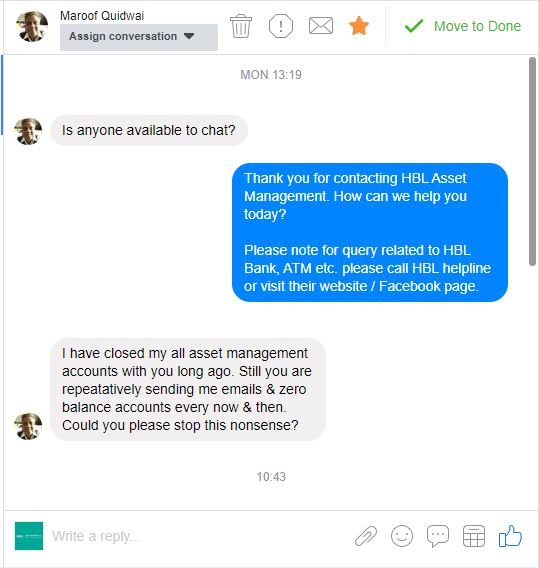 Maroof Quidwai
Assign conversation
Move to Done
MON 13:19
Is anyone available to chat?
Thank you for contacting HBL Asset
Management. How can we help you
today?
Please note for query related to HBL
Bank, ATM etc. please call HBL helpline
or visit their website / Facebook page.
I have closed my all asset management
accounts with you long ago. Still you are
repeatatively sending me emails & zero
balance accounts every now & then.
Could you please stop this nonsense?
10:43
Write a reply...